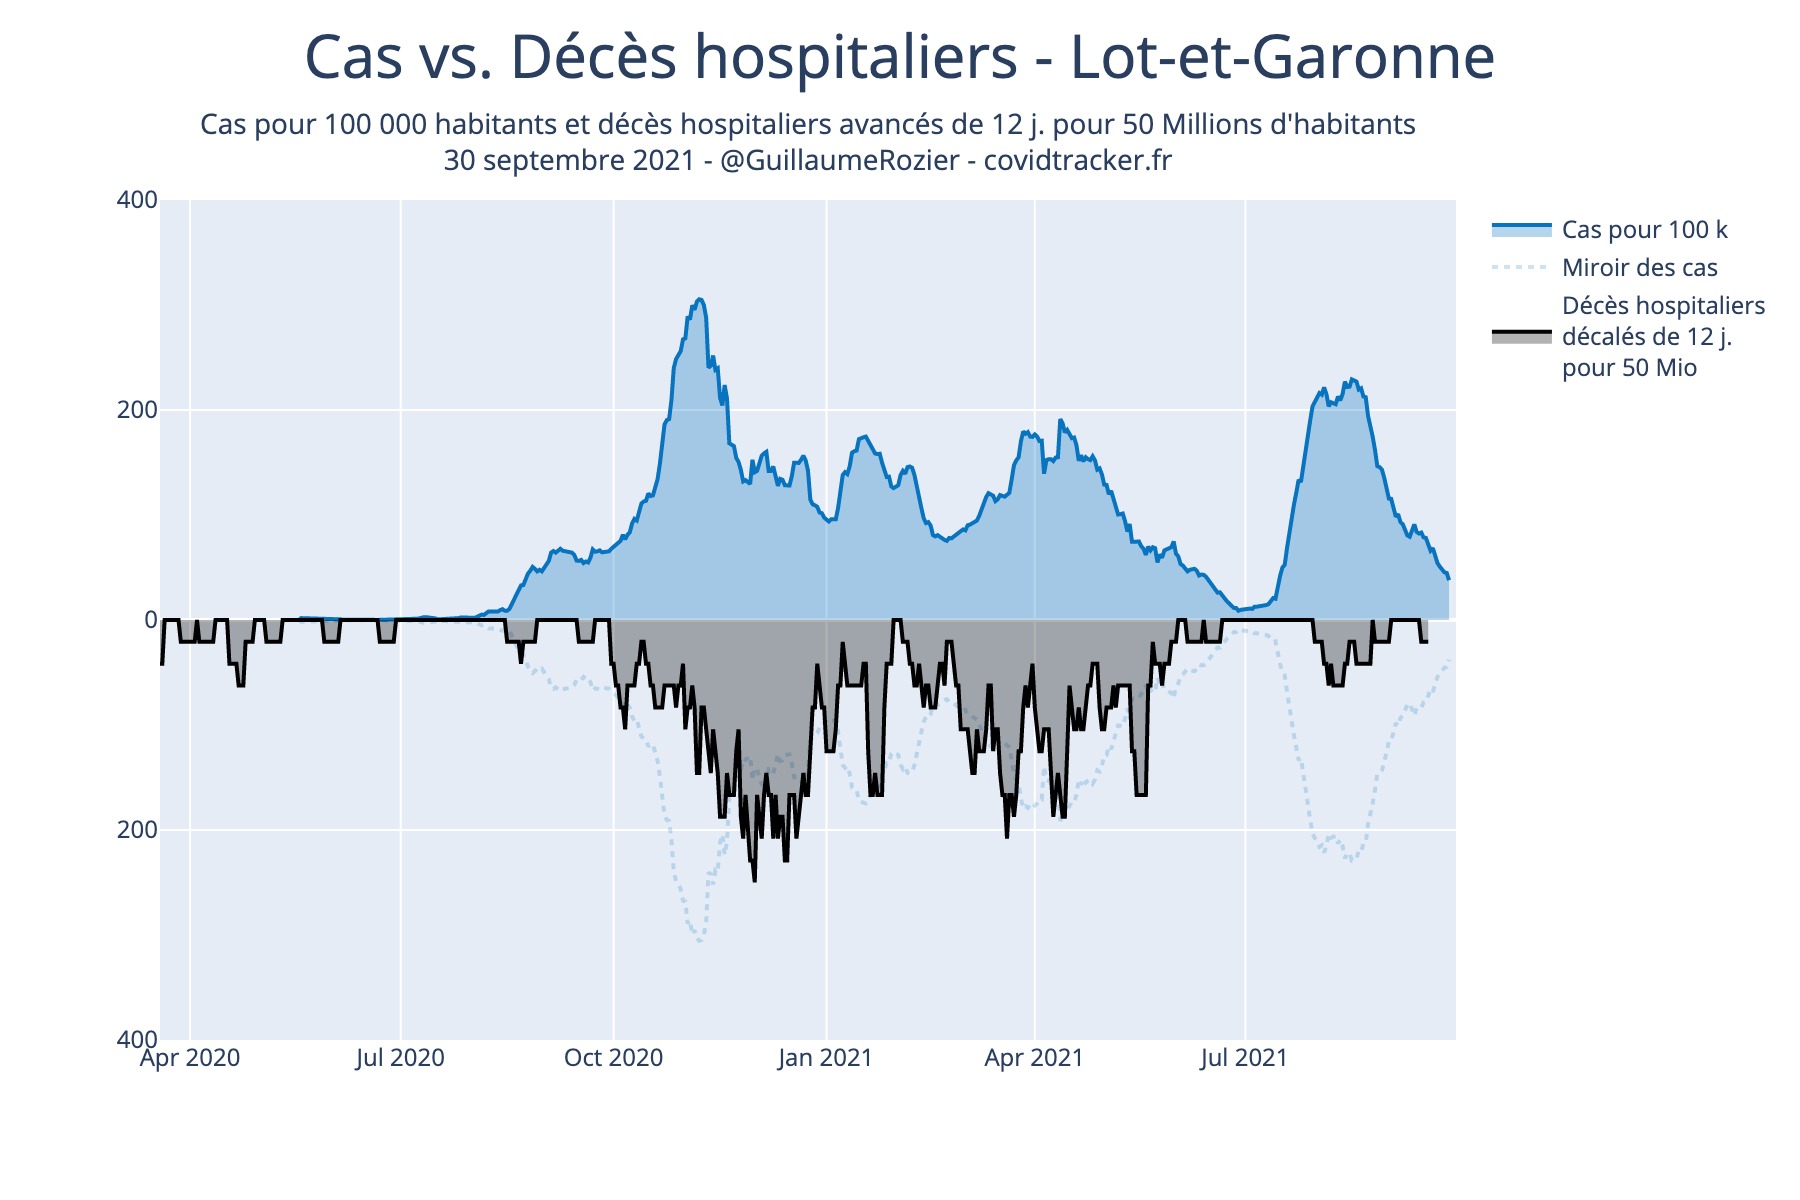 Cas vs. Décès hospitaliers - Lot-et-Garonne
Cas pour 100 000 habitants et décès hospitaliers avancés de 12 j. pour 50 Millions d'habitants
30 septembre 2021 - @GuillaumeRozier - covidtracker.fr
400
200
0
200
400
Apr 2020
Jul 2020
Oct 2020
Jan 2021
Apr 2021
Jul 2021
Cas pour 100 k
Miroir des cas
Décès hospitaliers
décalés de 12 j.
pour 50 Mio